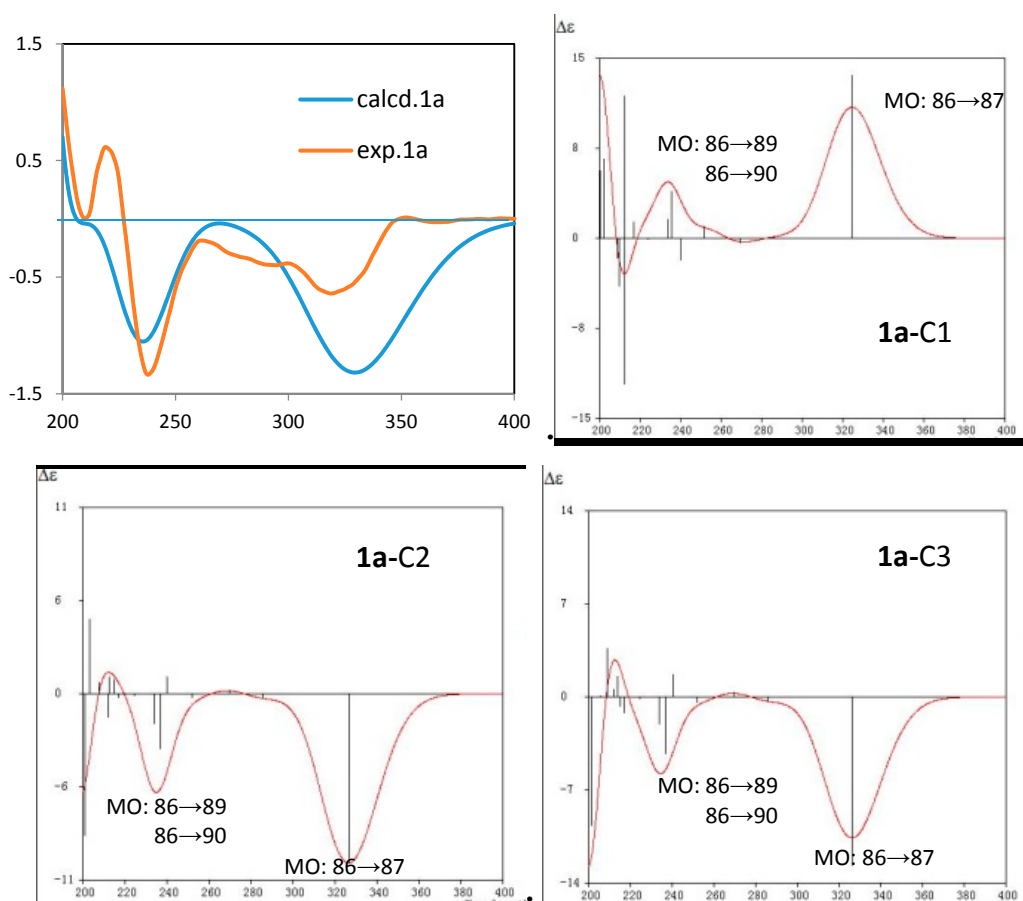 1.5
0.5
-0.5
-1.5
200
250
300
350
400
calcd.1a
exp.1a
Δε
15
8
0
-8
-15
200 220 240 260 280 300 320 340 360 380 400
MO: 86→87
MO: 86→89
86→90
1a-C1
Δε
11
6
0
-6
-11
200 220 240 260 280 300 320 340 360 380 400
1a-C2
MO: 86→89
86→90
MO: 86→87
Δε
14
7
0
-7
-14
200 220 240 260 280 300 320 340 360 380 400
1a-C3
MO: 86→89
86→90
MO: 86→87